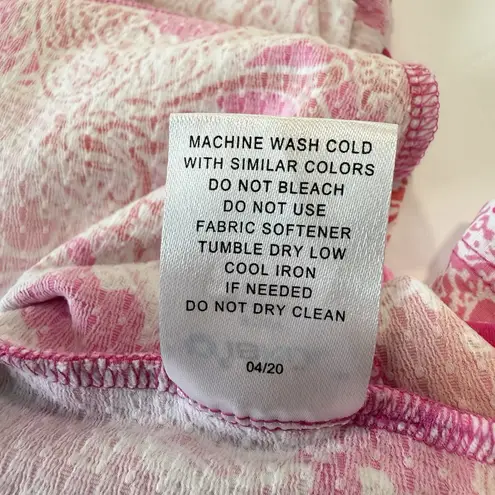 MACHINE WASH COLD
WITH SIMILAR COLORS
DO NOT BLEACH
DO NOT USE
FABRIC SOFTENER
TUMBLE DRY LOW
COOL IRON
IF NEEDED
DO NOT DRY CLEAN
04/20